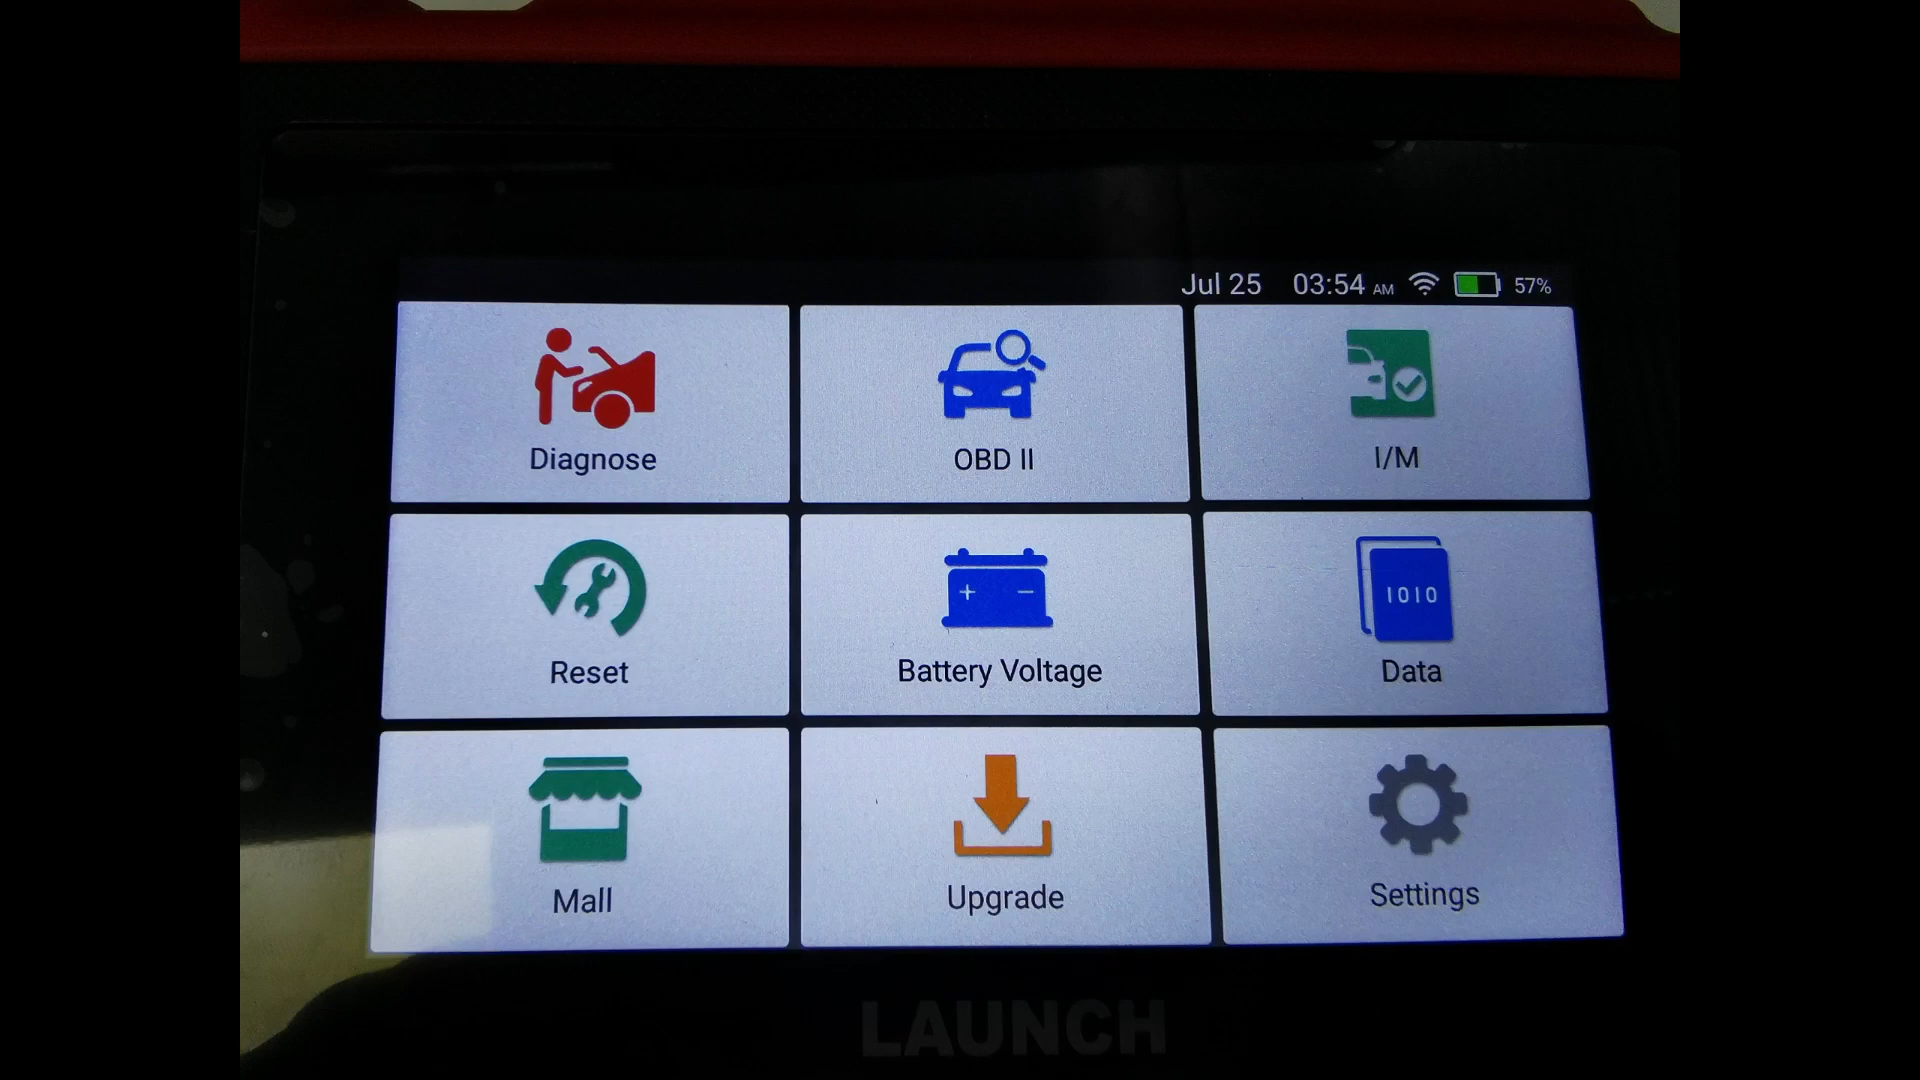 Jul 25 03:54 AM 57%
Diagnose
OBD II
I/M
Reset
+ −
Battery Voltage
1010
Data
Mall
Upgrade
Settings
LAUNCH